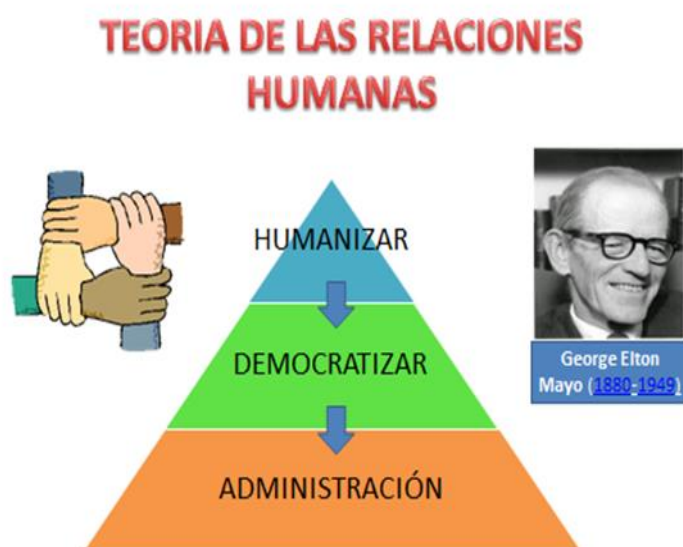 TEORIA DE LAS RELACIONES
HUMANAS
HUMANIZAR
DEMOCRATIZAR
ADMINISTRACIÓN
George Elton
Mayo (1880-1949)